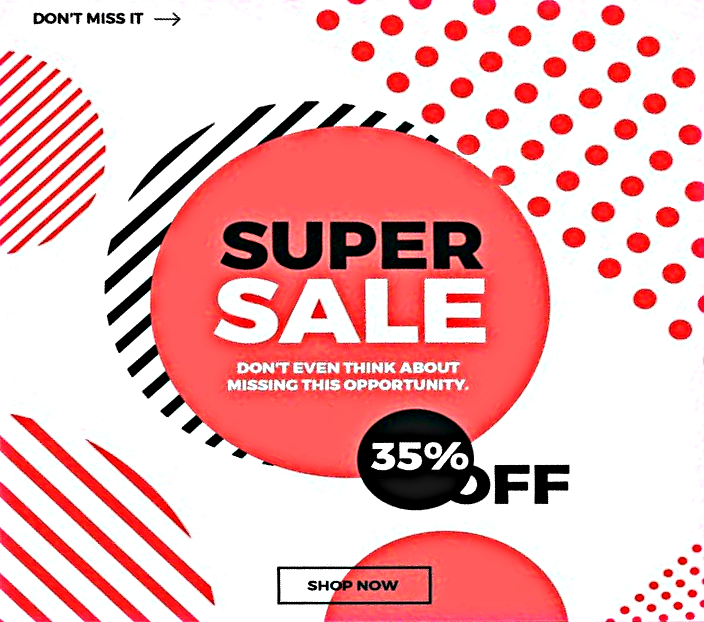 DON'T MISS IT
SUPER
SALE
DON'T EVEN THINK ABOUT
MISSING THIS OPPORTUNITY.
35%
OFF
SHOP NOW